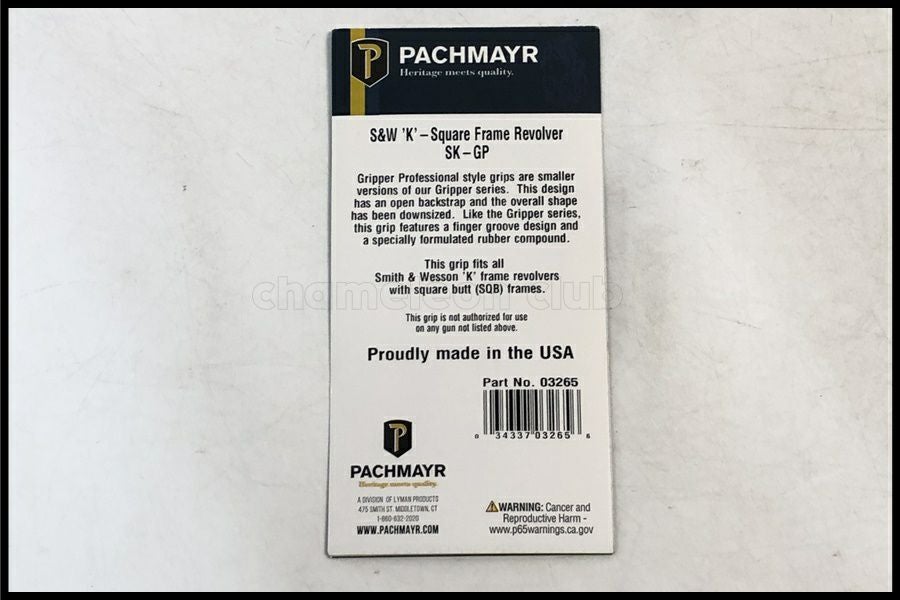 PACHMAYR
Heritage meets quality.
S&W 'K' – Square Frame Revolver
SK – GP
Gripper Professional style grips are smaller
versions of our Gripper series. This design
has an open backstrap and the overall shape
has been downsized. Like the Gripper series,
this grip features a finger groove design and
a specially formulated rubber compound.
This grip fits all
Smith & Wesson 'K' frame revolvers
with square butt (SQB) frames.
chameleon club
This grip is not authorized for use
on any gun not listed above.
Proudly made in the USA
Part No. 03265
0 34337 03265 6
PACHMAYR
Heritage meets quality.
A DIVISION OF LYMAN PRODUCTS
475 SMITH ST. MIDDLETOWN, CT
1-860-632-2020
WWW.PACHMAYR.COM
WARNING: Cancer and
Reproductive Harm -
www.p65warnings.ca.gov